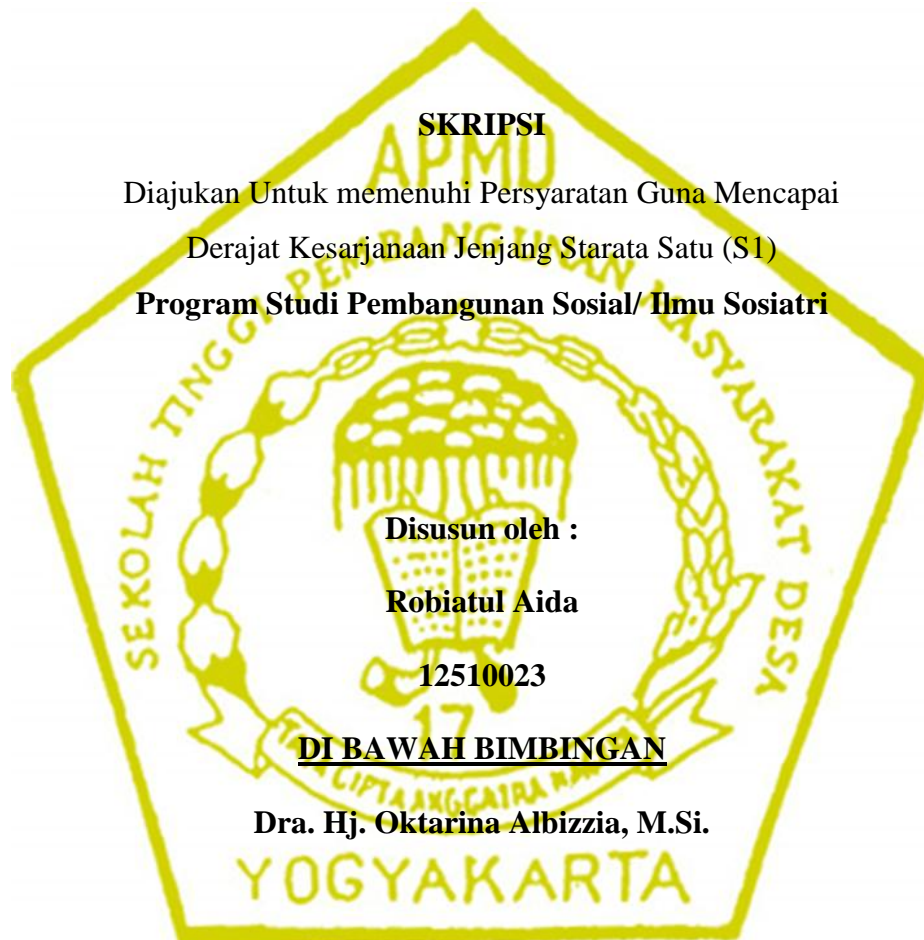 SKRIPSI
APMD
Diajukan Untuk memenuhi Persyaratan Guna Mencapai
Derajat Kesarjanaan Jenjang Starata Satu (S1)
Program Studi Pembangunan Sosial/ Ilmu Sosiatri
SEKOLAH TINGGI PEMBANGUNAN MASYARAKAT DESA
Disusun oleh :
Robiatul Aida
12510023
17
DI BAWAH BIMBINGAN
CIPTA
Dra. Hj. Oktarina Albizzia, M.Si.
YOGYAKARTA